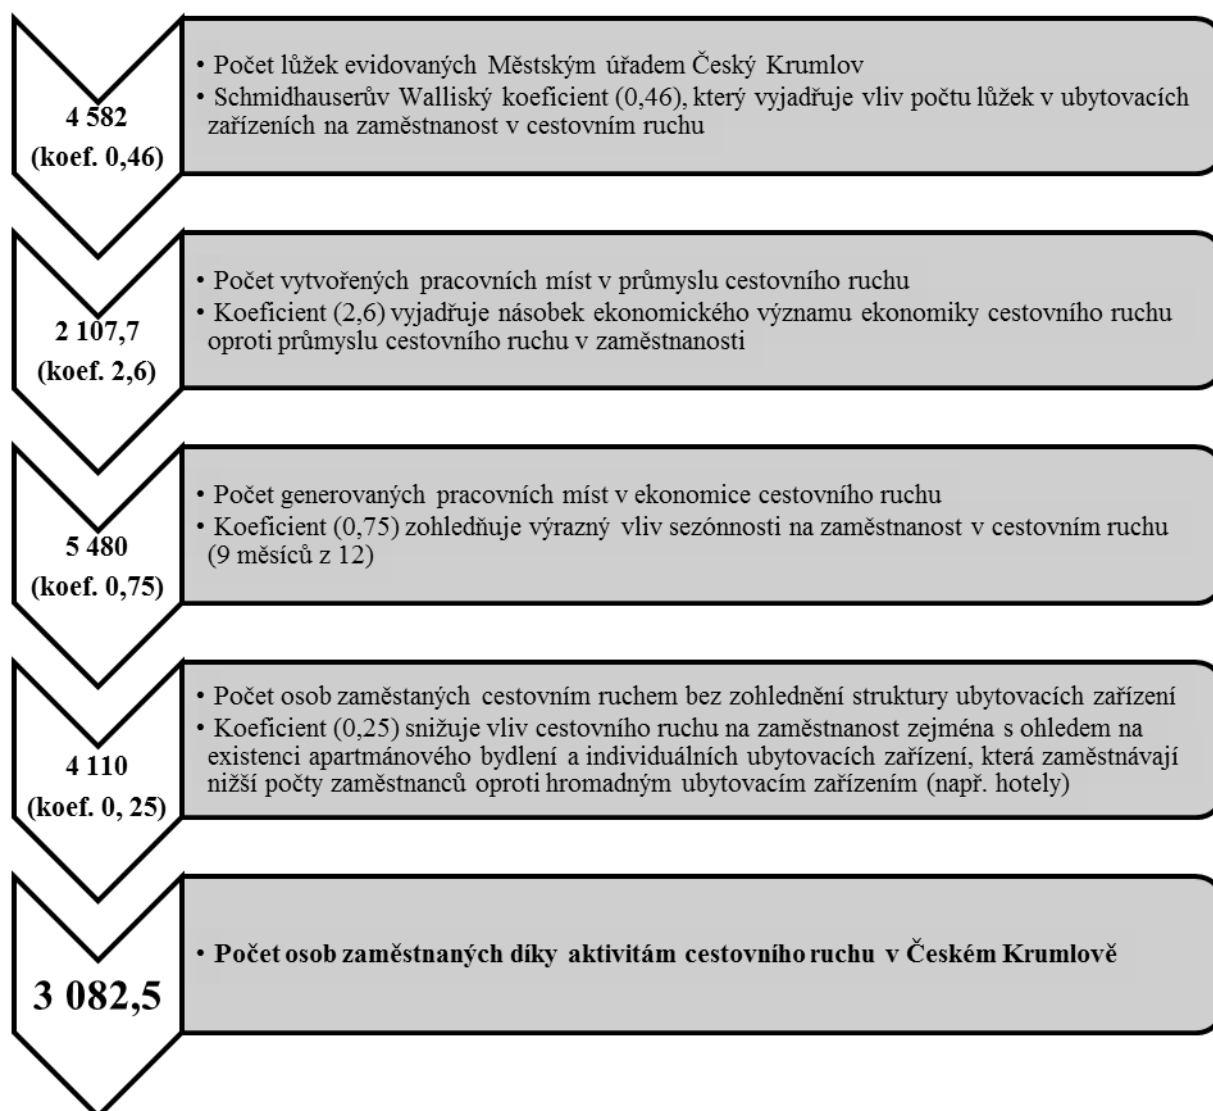 4 582
(koef. 0,46)
• Počet lůžek evidovaných Městským úřadem Český Krumlov
• Schmidhauserův Walliský koeficient (0,46), který vyjadřuje vliv počtu lůžek v ubytovacích
zařízeních na zaměstnanost v cestovním ruchu
2 107,7
(koef. 2,6)
• Počet vytvořených pracovních míst v průmyslu cestovního ruchu
• Koeficient (2,6) vyjadřuje násobek ekonomického významu ekonomiky cestovního ruchu
oproti průmyslu cestovního ruchu v zaměstnanosti
5 480
(koef. 0,75)
• Počet generovaných pracovních míst v ekonomice cestovního ruchu
• Koeficient (0,75) zohledňuje výrazný vliv sezónnosti na zaměstnanost v cestovním ruchu
(9 měsíců z 12)
4 110
(koef. 0, 25)
• Počet osob zaměstaných cestovním ruchem bez zohlednění struktury ubytovacích zařízení
• Koeficient (0,25) snižuje vliv cestovního ruchu na zaměstnanost zejména s ohledem na
existenci apartmánového bydlení a individuálních ubytovacích zařízení, která zaměstnávají
nižší počty zaměstnanců oproti hromadným ubytovacím zařízením (např. hotely)
3 082,5
• Počet osob zaměstnaných díky aktivitám cestovního ruchu v Českém Krumlově